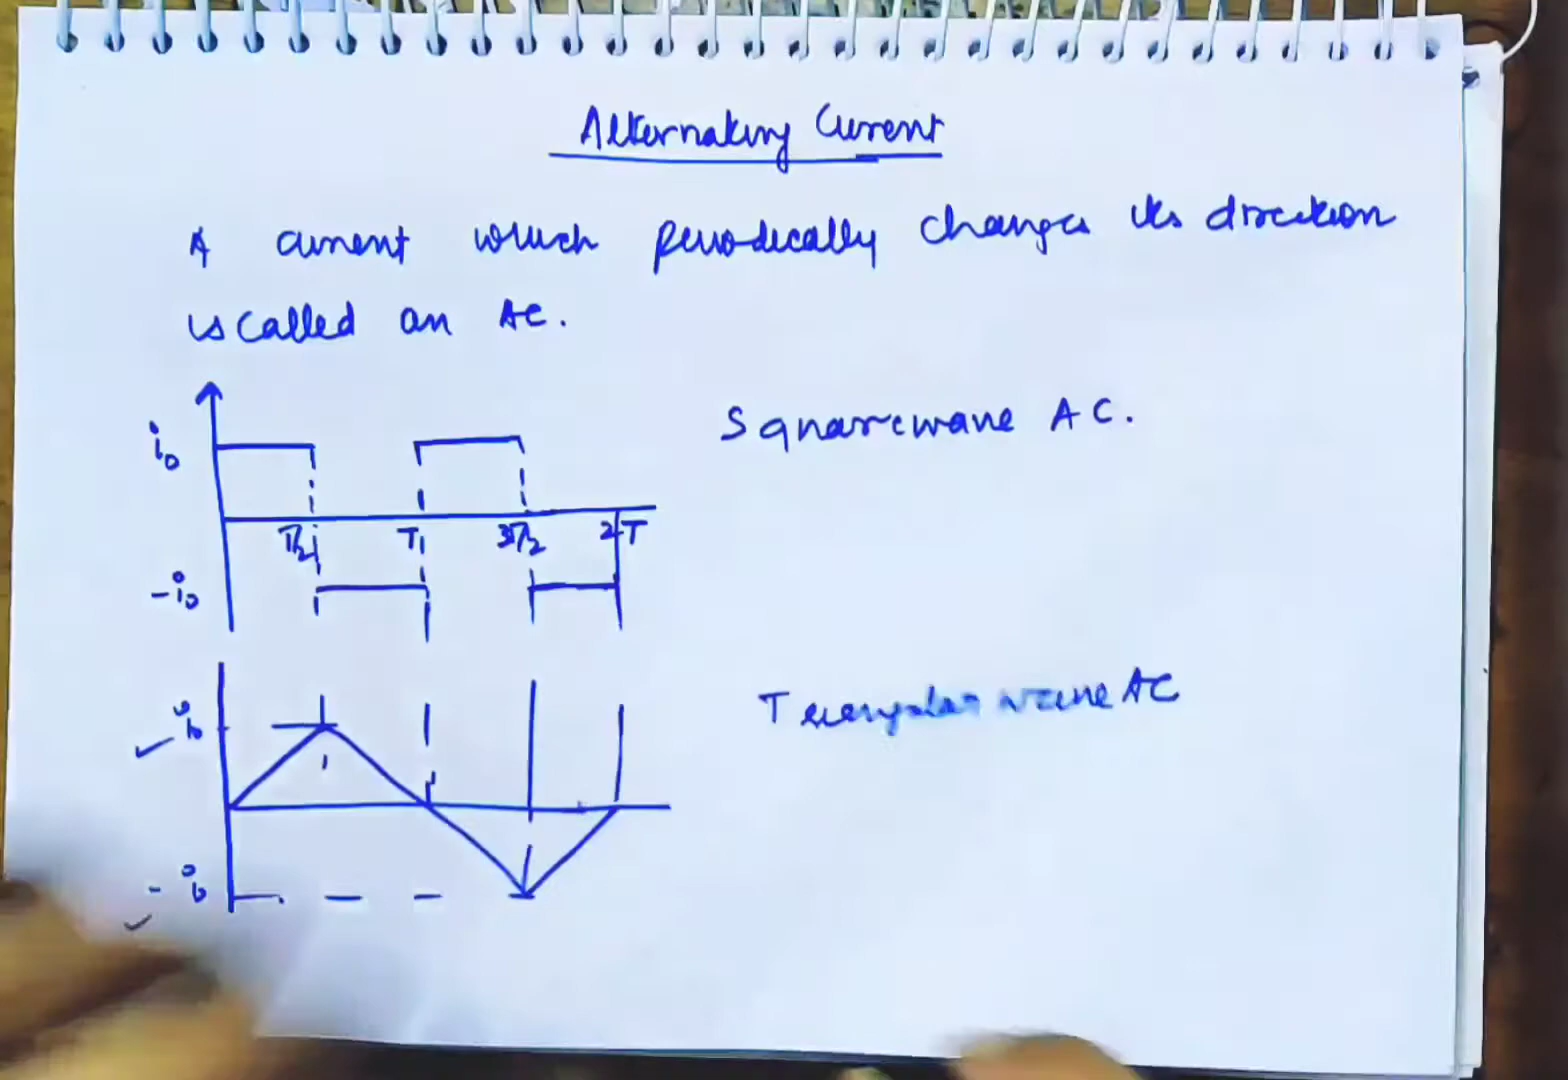 Alternating Current
A current which periodically changes its direction
is called an AC.
Squarewave AC.
i₀
T/2 T 3T/2 2T
-i₀
Triangular wave AC
i₀
-i₀